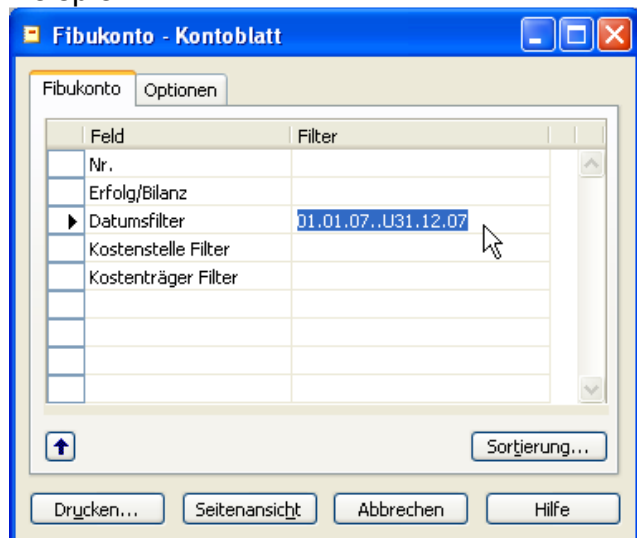 Fibukonto - Kontoblatt
Fibukonto Optionen
Feld Filter
Nr.
Erfolg/Bilanz
Datumsfilter 01.01.07..U31.12.07
Kostenstelle Filter
Kostenträger Filter
Sortierung...
Drucken... Seitenansicht Abbrechen Hilfe